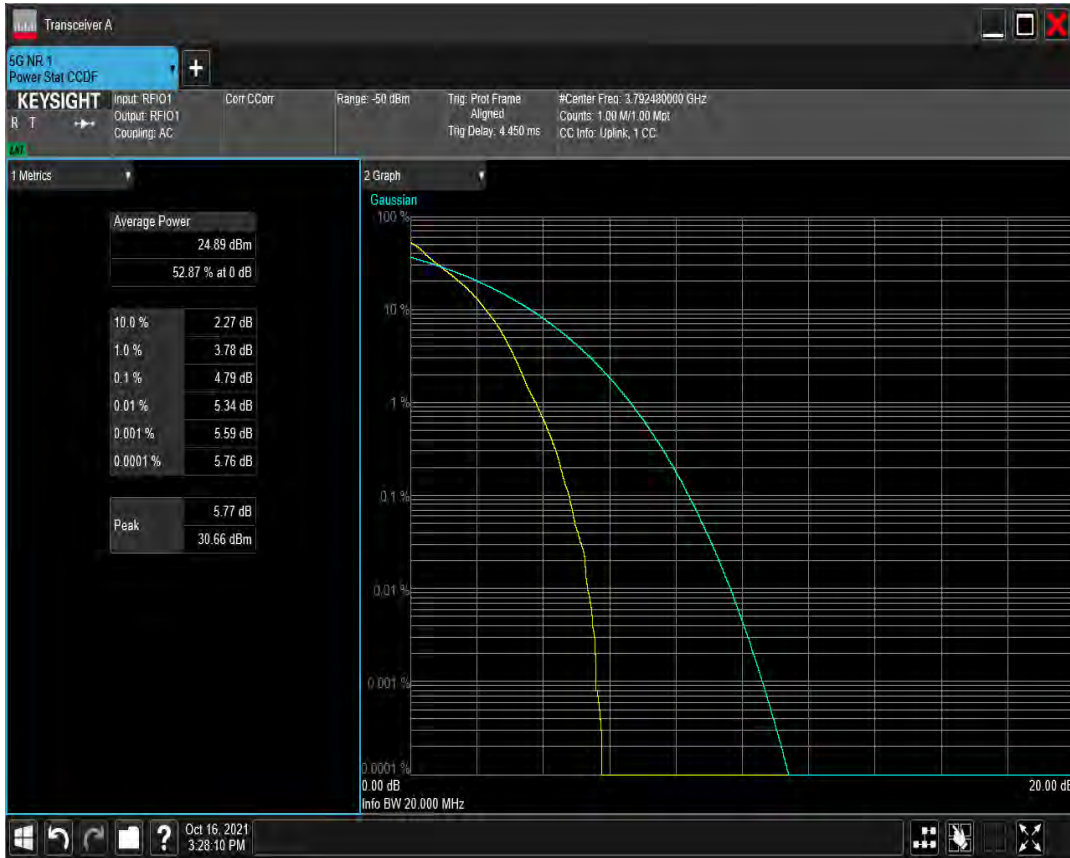 Transceiver A
5G NR 1
Power Stat CCDF
+
KEYSIGHT
R T
LXI
Input: RFIO1
Output: RFIO1
Coupling: AC
Corr CCorr
Range: -50 dBm
Trig: Prot Frame
Aligned
Trig Delay: 4.450 ms
#Center Freq: 3.792480000 GHz
Counts: 1.00 M/1.00 Mpt
CC Info: Uplink, 1 CC
1 Metrics
Average Power
24.89 dBm
52.87 % at 0 dB
10.0 % 2.27 dB
1.0 % 3.78 dB
0.1 % 4.79 dB
0.01 % 5.34 dB
0.001 % 5.59 dB
0.0001 % 5.76 dB
Peak 5.77 dB
30.66 dBm
2 Graph
Gaussian
100 %
10 %
1 %
0.1 %
0.01 %
0.001 %
0.0001 %
0.00 dB 20.00 dB
Info BW 20.000 MHz
?
Oct 16, 2021
3:28:10 PM